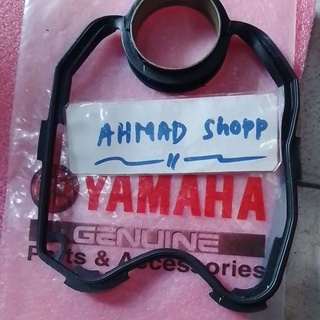 AHMAD Shopp
YAMAHA
GENUINE
Parts & Accessories